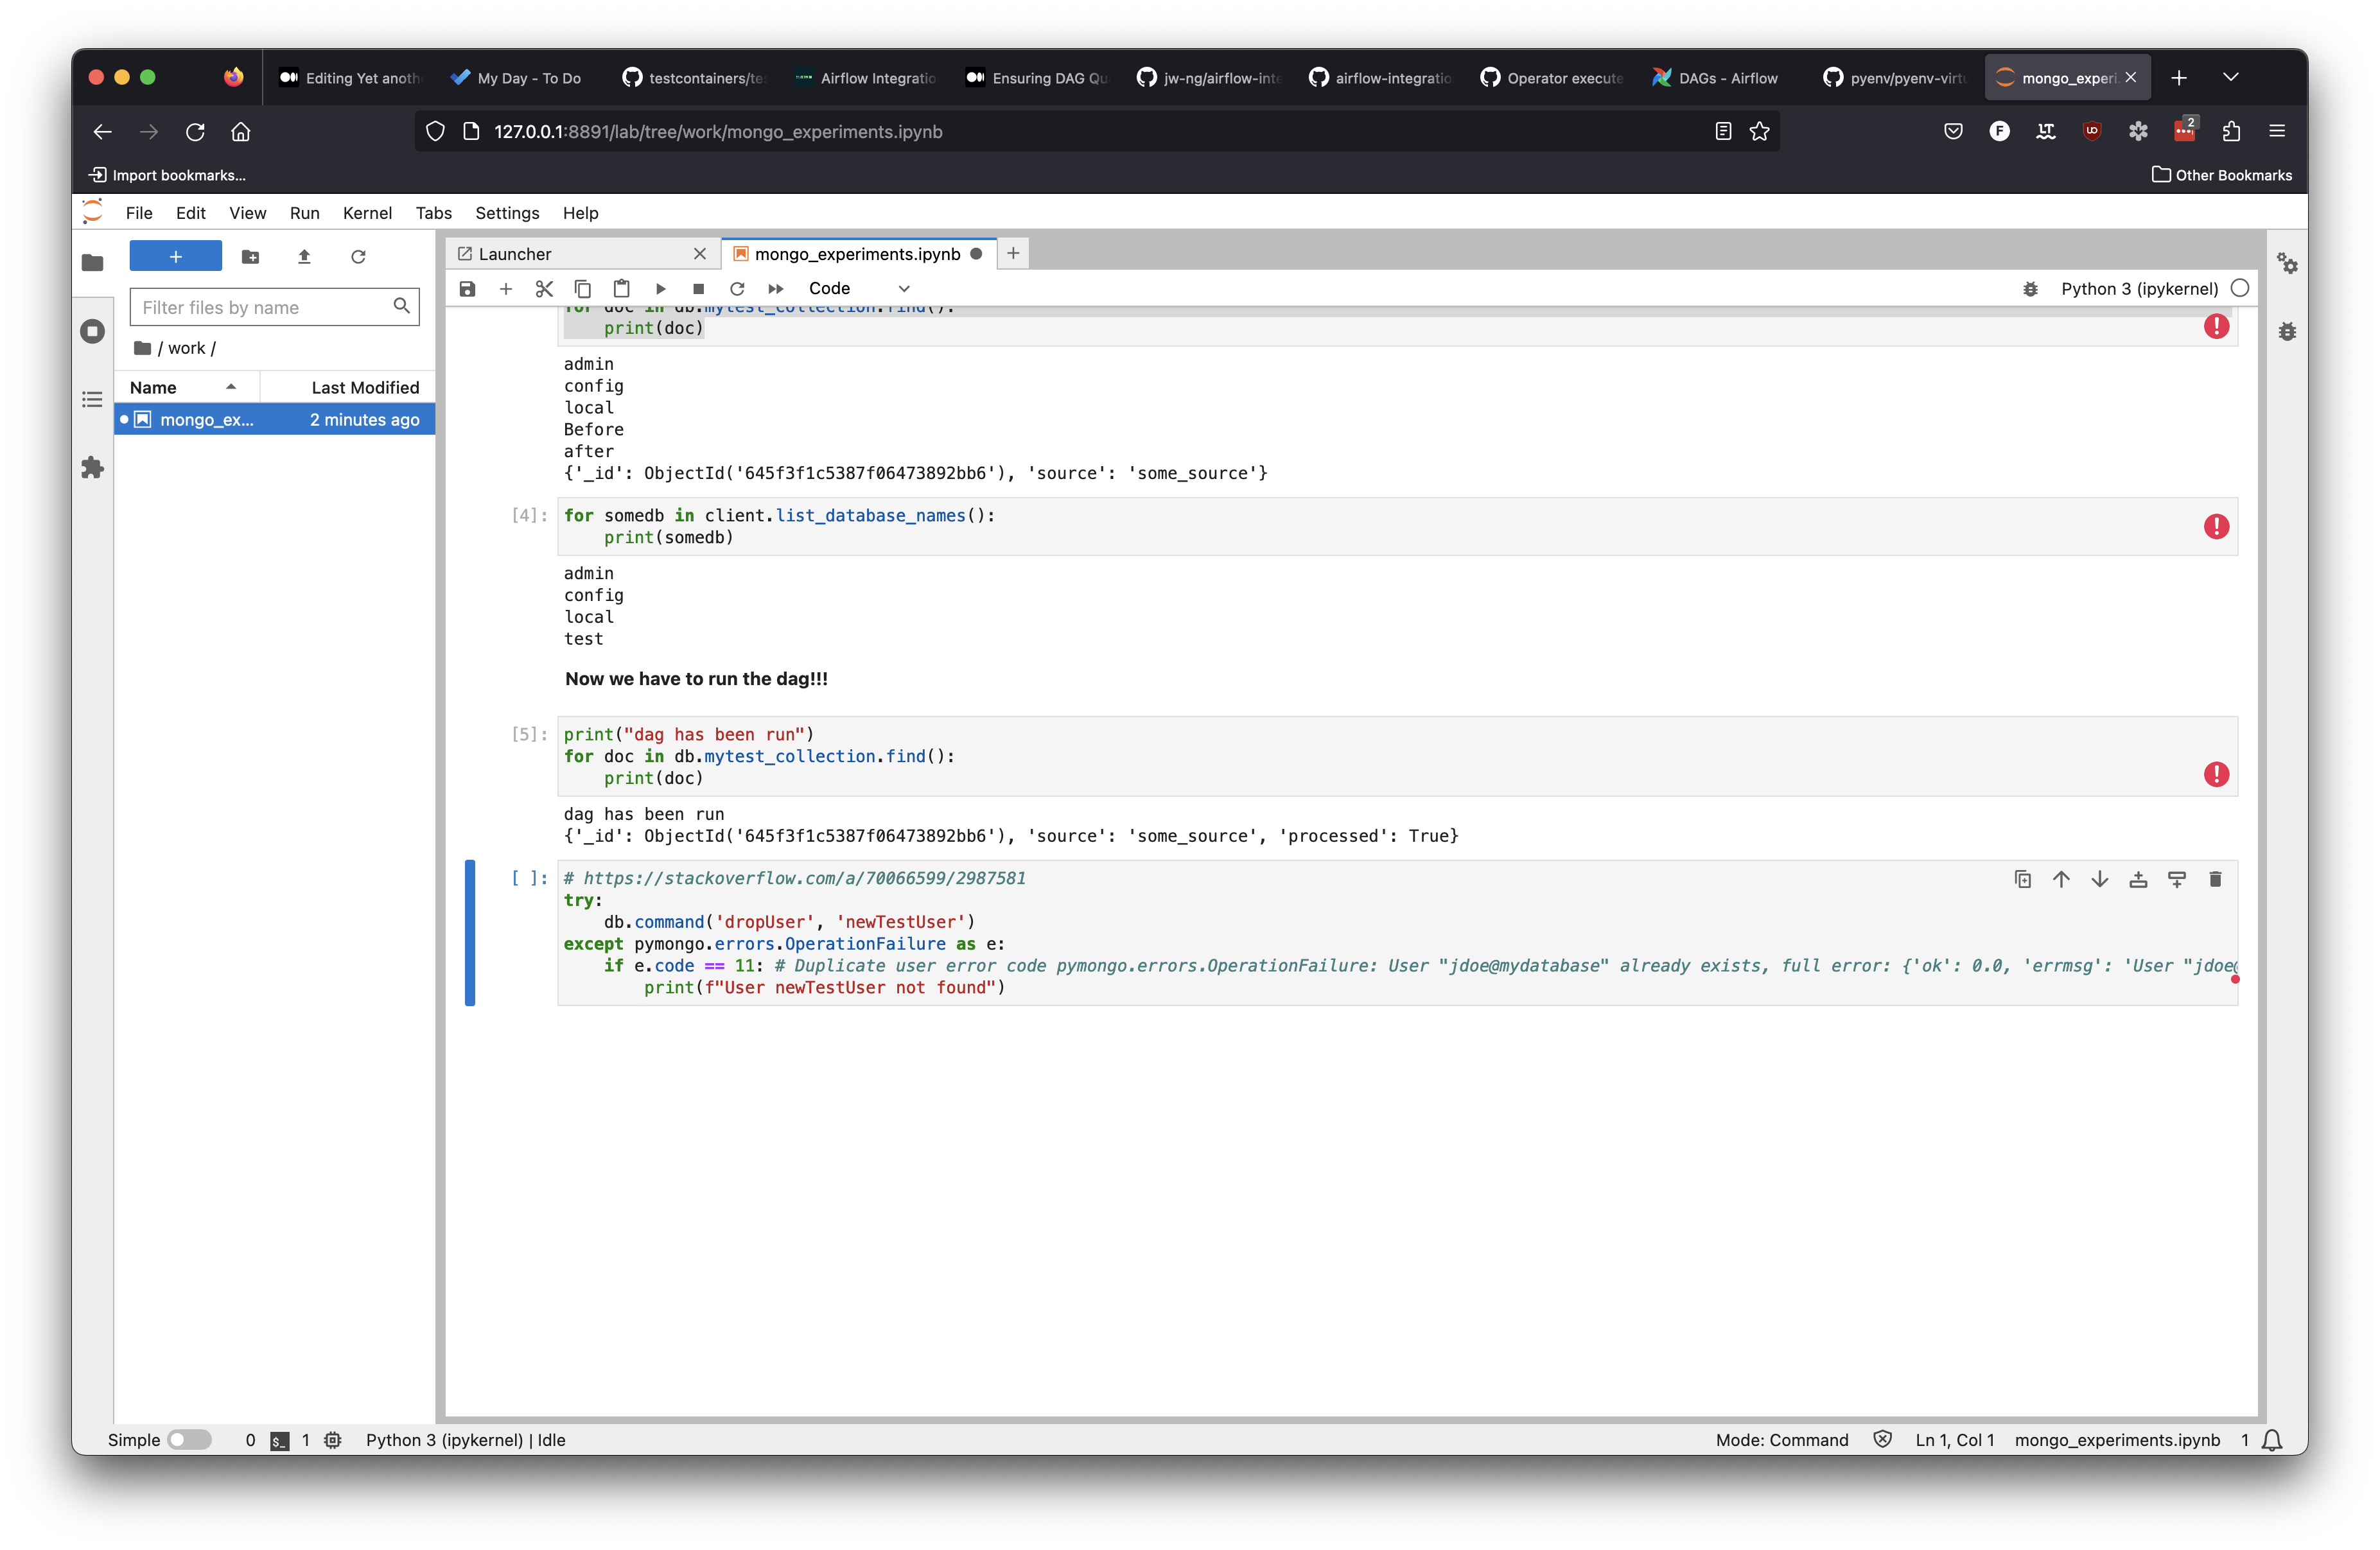 Editing Yet anoth
My Day - To Do
testcontainers/te
Airflow Integratio
Ensuring DAG Qu
jw-ng/airflow-inte
airflow-integratio
Operator execute
DAGs - Airflow
pyenv/pyenv-virtu
mongo_experi
127.0.0.1:8891/lab/tree/work/mongo_experiments.ipynb
2
Import bookmarks...
Other Bookmarks
File Edit View Run Kernel Tabs Settings Help
Launcher
mongo_experiments.ipynb
Code
Python 3 (ipykernel)
Filter files by name
/ work /
Name Last Modified
mongo_ex... 2 minutes ago
for doc in db.mytest_collection.find():
print(doc)
admin
config
local
Before
after
{'_id': ObjectId('645f3f1c5387f06473892bb6'), 'source': 'some_source'}
[4]: for somedb in client.list_database_names():
print(somedb)
admin
config
local
test
Now we have to run the dag!!!
[5]: print("dag has been run")
for doc in db.mytest_collection.find():
print(doc)
dag has been run
{'_id': ObjectId('645f3f1c5387f06473892bb6'), 'source': 'some_source', 'processed': True}
[ ]: # https://stackoverflow.com/a/70066599/2987581
try:
db.command('dropUser', 'newTestUser')
except pymongo.errors.OperationFailure as e:
if e.code == 11: # Duplicate user error code pymongo.errors.OperationFailure: User "jdoe@mydatabase" already exists, full error: {'ok': 0.0, 'errmsg': 'User "jdoe@
print(f"User newTestUser not found")
Simple 0 $_ 1 Python 3 (ipykernel) | Idle
Mode: Command Ln 1, Col 1 mongo_experiments.ipynb 1